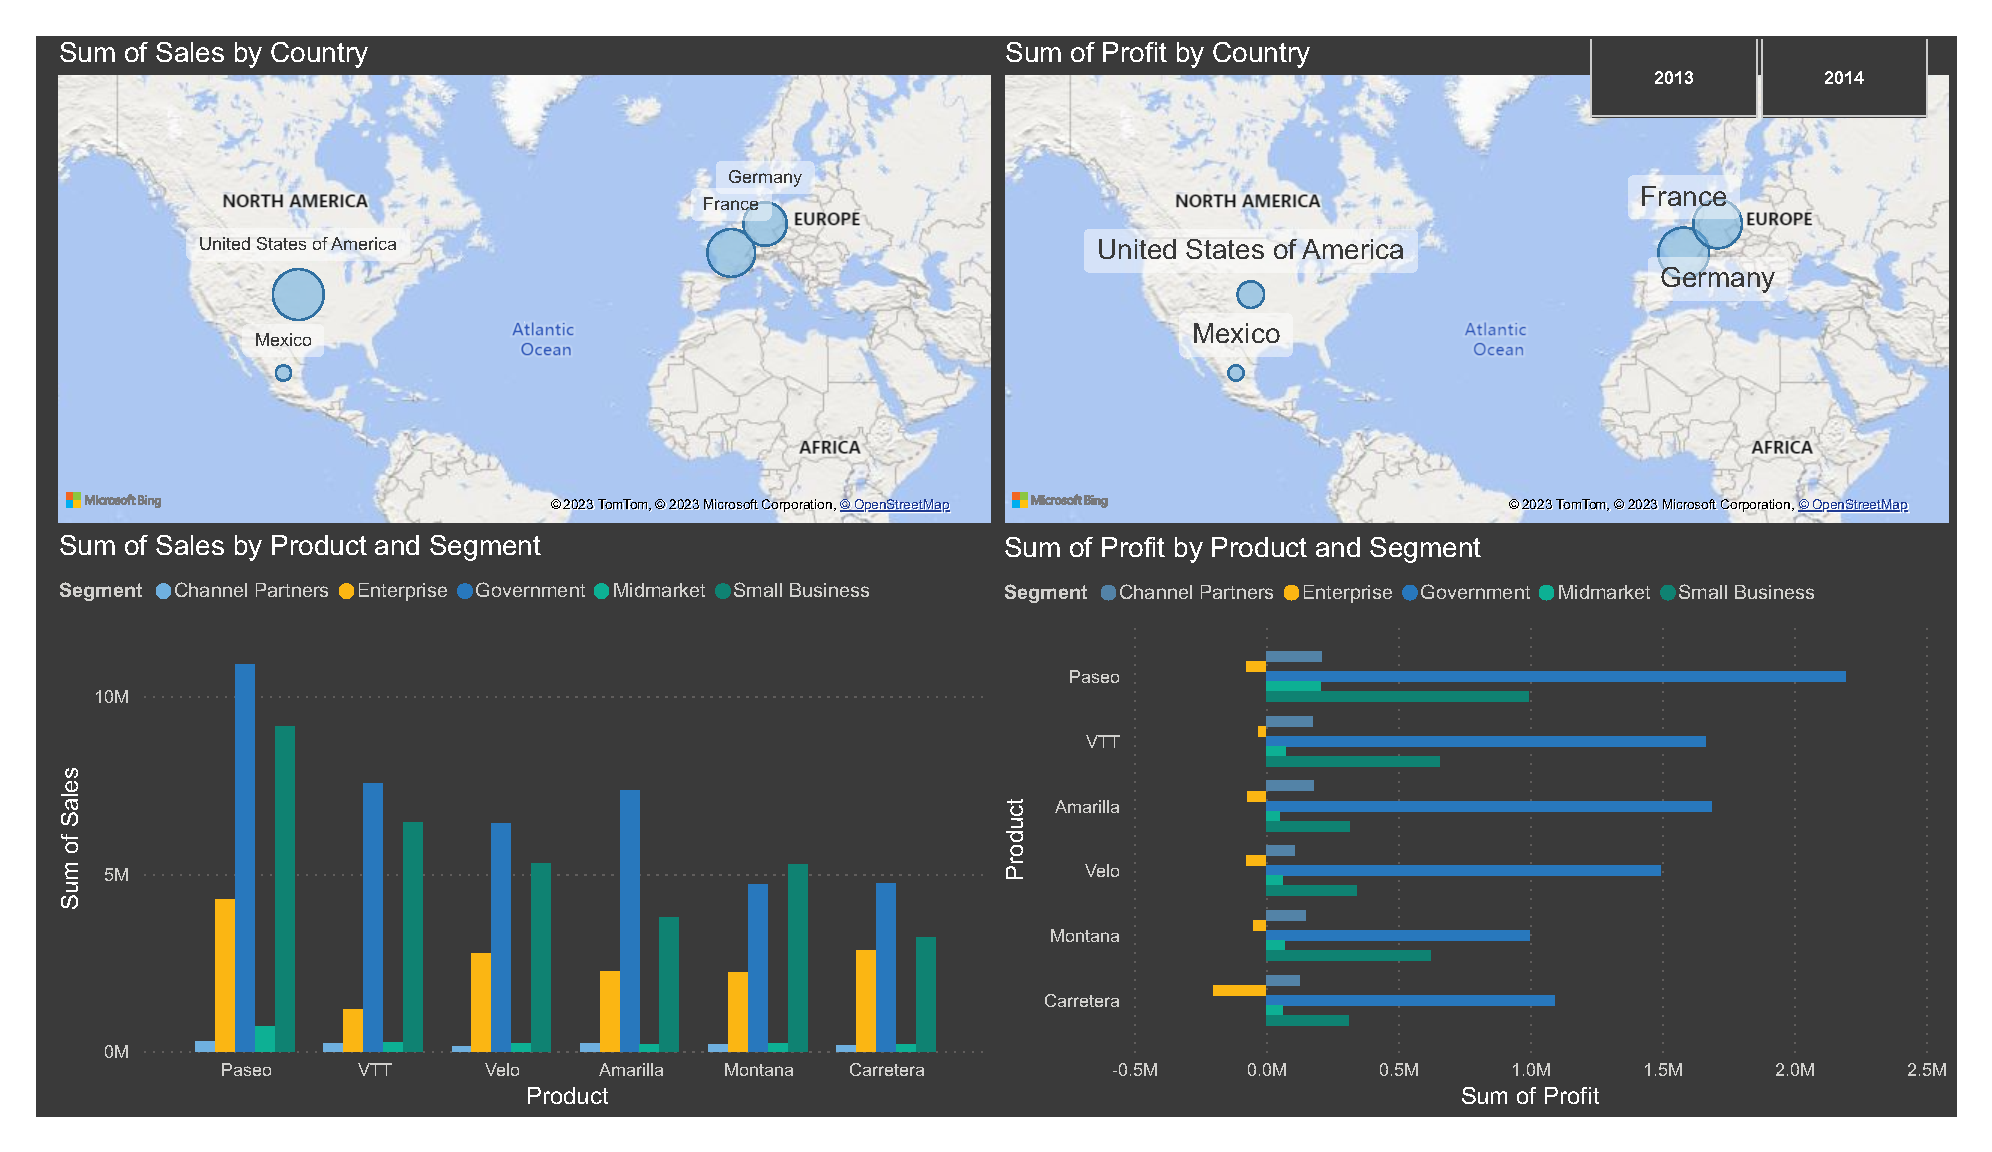 Sum of Sales by Country
Germany
France
NORTH AMERICA
EUROPE
United States of America
Mexico
Atlantic
Ocean
AFRICA
Microsoft Bing
© 2023 TomTom, © 2023 Microsoft Corporation, © OpenStreetMap
Sum of Profit by Country
2013
2014
France
NORTH AMERICA
EUROPE
United States of America
Germany
Mexico
Atlantic
Ocean
AFRICA
Microsoft Bing
© 2023 TomTom, © 2023 Microsoft Corporation, © OpenStreetMap
Sum of Sales by Product and Segment
Segment Channel Partners Enterprise Government Midmarket Small Business
Sum of Sales
10M
5M
0M
Paseo VTT Velo Amarilla Montana Carretera
Product
Sum of Profit by Product and Segment
Segment Channel Partners Enterprise Government Midmarket Small Business
Product
Paseo
VTT
Amarilla
Velo
Montana
Carretera
-0.5M 0.0M 0.5M 1.0M 1.5M 2.0M 2.5M
Sum of Profit